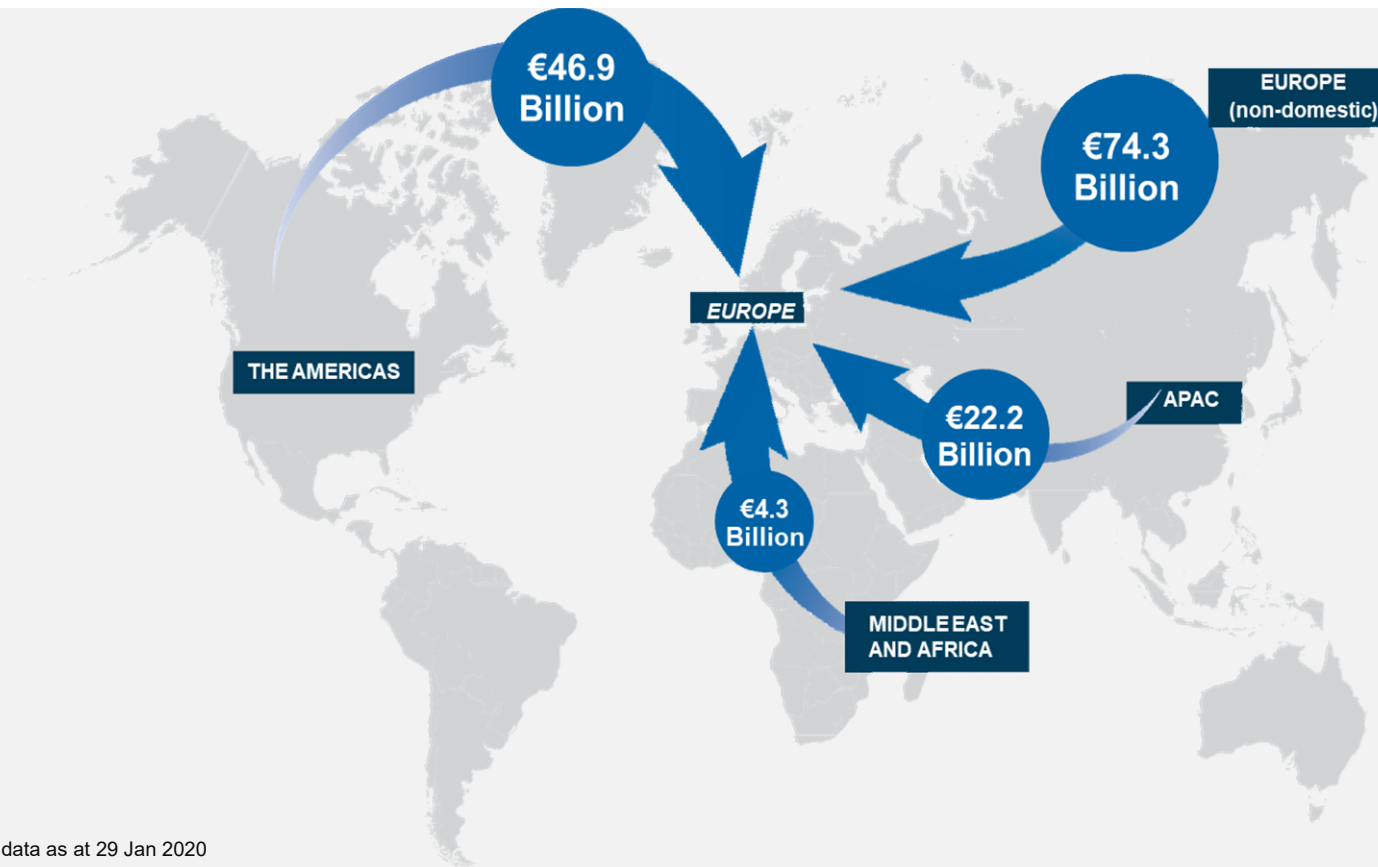 €46.9
Billion
EUROPE
(non-domestic)
€74.3
Billion
EUROPE
THE AMERICAS
APAC
€22.2
Billion
€4.3
Billion
MIDDLE EAST
AND AFRICA
data as at 29 Jan 2020